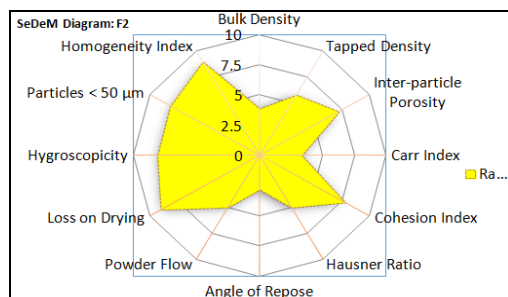 SeDeM Diagram: F2
Bulk Density
Tapped Density
Inter-particle
Porosity
Carr Index
Cohesion Index
Hausner Ratio
Angle of Repose
Powder Flow
Loss on Drying
Hygroscopicity
Particles < 50 µm
Homogeneity Index
10
7.5
5
2.5
0
Ra...